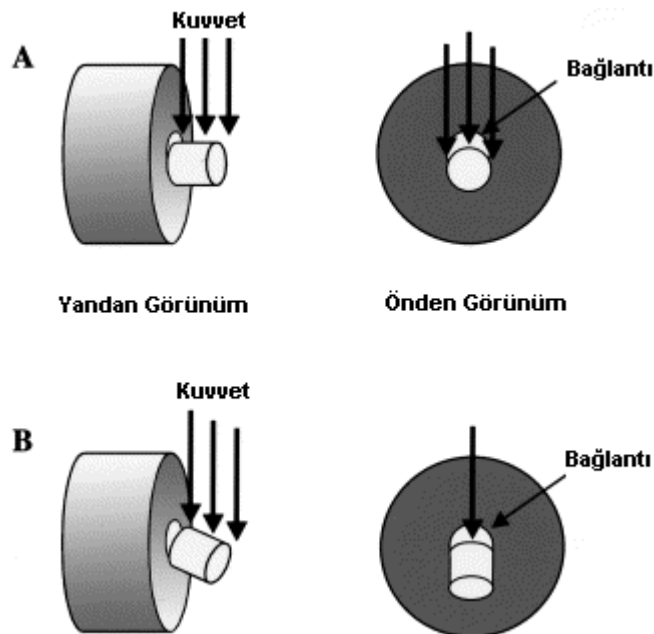 Kuvvet
A
Bağlantı
Yandan Görünüm
Önden Görünüm
Kuvvet
B
Bağlantı